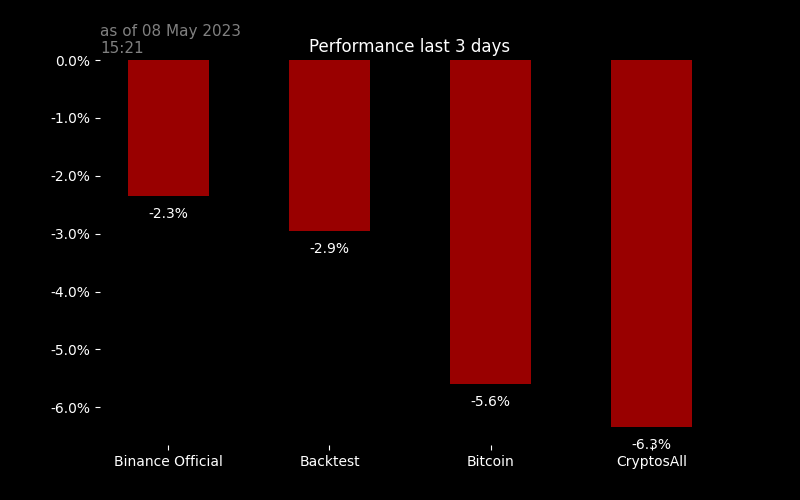 as of 08 May 2023
15:21
Performance last 3 days
0.0%
-1.0%
-2.0%
-3.0%
-4.0%
-5.0%
-6.0%
-2.3%
-2.9%
-5.6%
-6.3%
Binance Official
Backtest
Bitcoin
CryptosAll